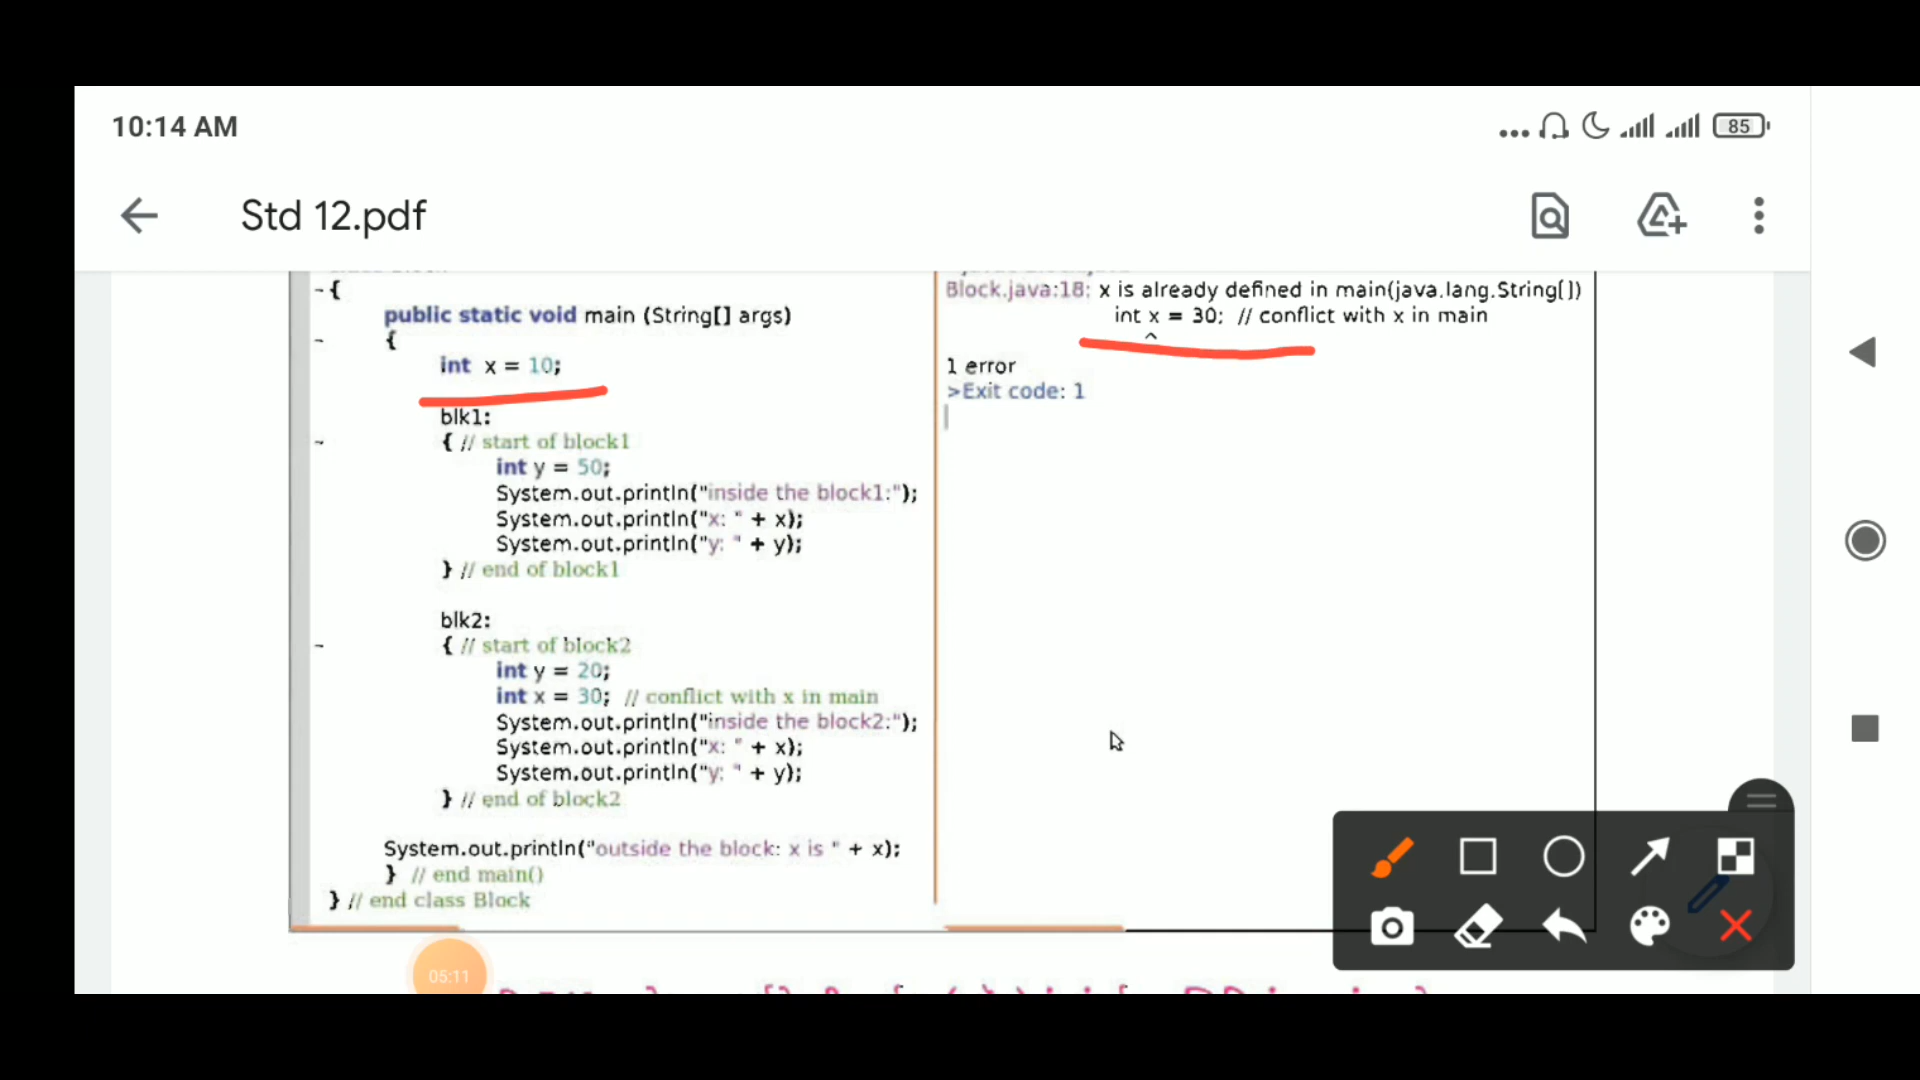 10:14 AM
85
Std 12.pdf
{
public static void main (String[] args)
{
int x = 10;
blk1:
{ // start of block1
int y = 50;
System.out.println("inside the block1:");
System.out.println("x: " + x);
System.out.println("y: " + y);
} // end of block1
blk2:
{ // start of block2
int y = 20;
int x = 30; // conflict with x in main
System.out.println("inside the block2:");
System.out.println("x: " + x);
System.out.println("y: " + y);
} // end of block2
System.out.println("outside the block: x is " + x);
} // end main()
} // end class Block
Block.java:18: x is already defined in main(java.lang.String[])
int x = 30; // conflict with x in main
^
1 error
>Exit code: 1
05:11